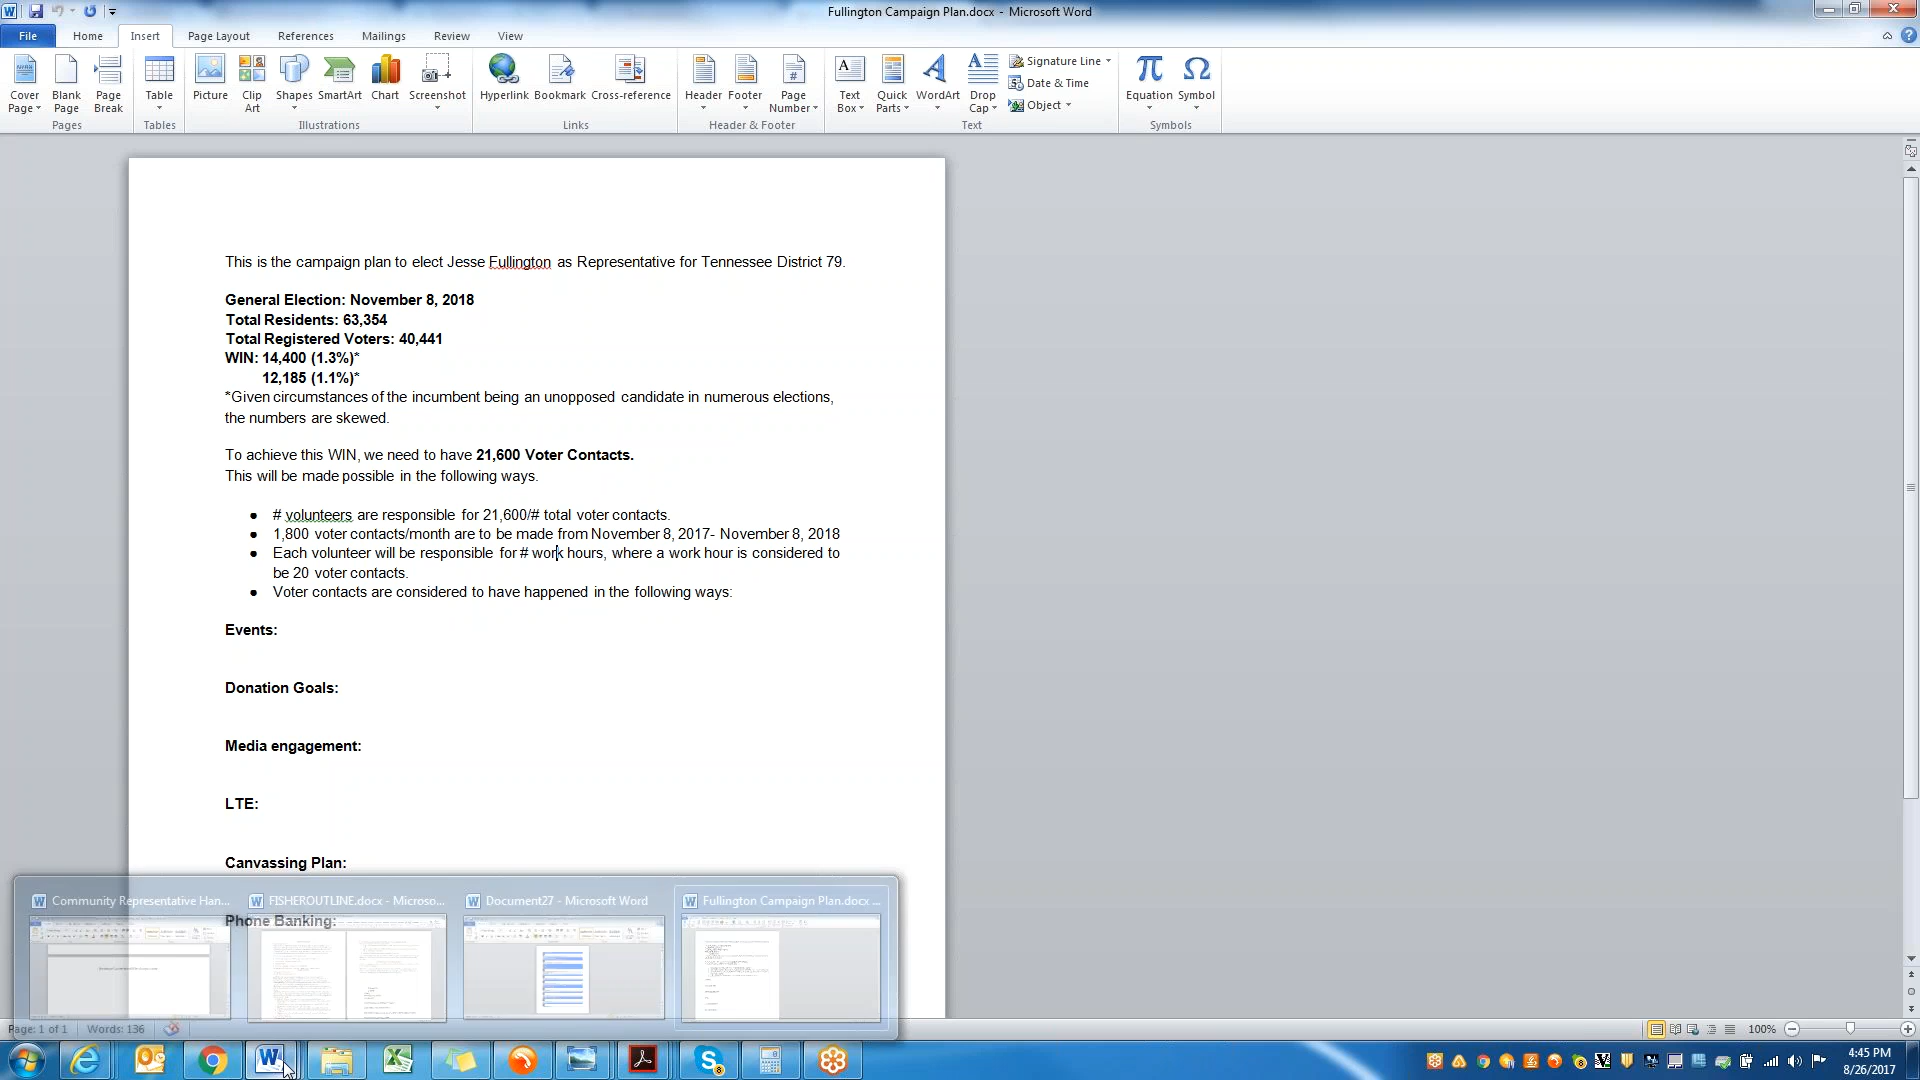 Fullington Campaign Plan.docx - Microsoft Word
File Home Insert Page Layout References Mailings Review View
Cover Page Blank Page Page Break Table Picture Clip Art Shapes SmartArt Chart Screenshot Hyperlink Bookmark Cross-reference Header Footer Page Number Text Box Quick Parts WordArt Drop Cap Signature Line Date & Time Object Equation Symbol
Pages Tables Illustrations Links Header & Footer Text Symbols
This is the campaign plan to elect Jesse Fullington as Representative for Tennessee District 79.
General Election: November 8, 2018
Total Residents: 63,354
Total Registered Voters: 40,441
WIN: 14,400 (1.3%)*
12,185 (1.1%)*
*Given circumstances of the incumbent being an unopposed candidate in numerous elections,
the numbers are skewed.
To achieve this WIN, we need to have 21,600 Voter Contacts.
This will be made possible in the following ways.
● # volunteers are responsible for 21,600/# total voter contacts.
● 1,800 voter contacts/month are to be made from November 8, 2017- November 8, 2018
● Each volunteer will be responsible for # work hours, where a work hour is considered to
be 20 voter contacts.
● Voter contacts are considered to have happened in the following ways:
Events:
Donation Goals:
Media engagement:
LTE:
Canvassing Plan:
Community Representative Han... FISHEROUTLINE.docx - Microso... Document27 - Microsoft Word Fullington Campaign Plan.docx ...
Phone Banking:
Page: 1 of 1 Words: 136 100%
4:45 PM
8/26/2017